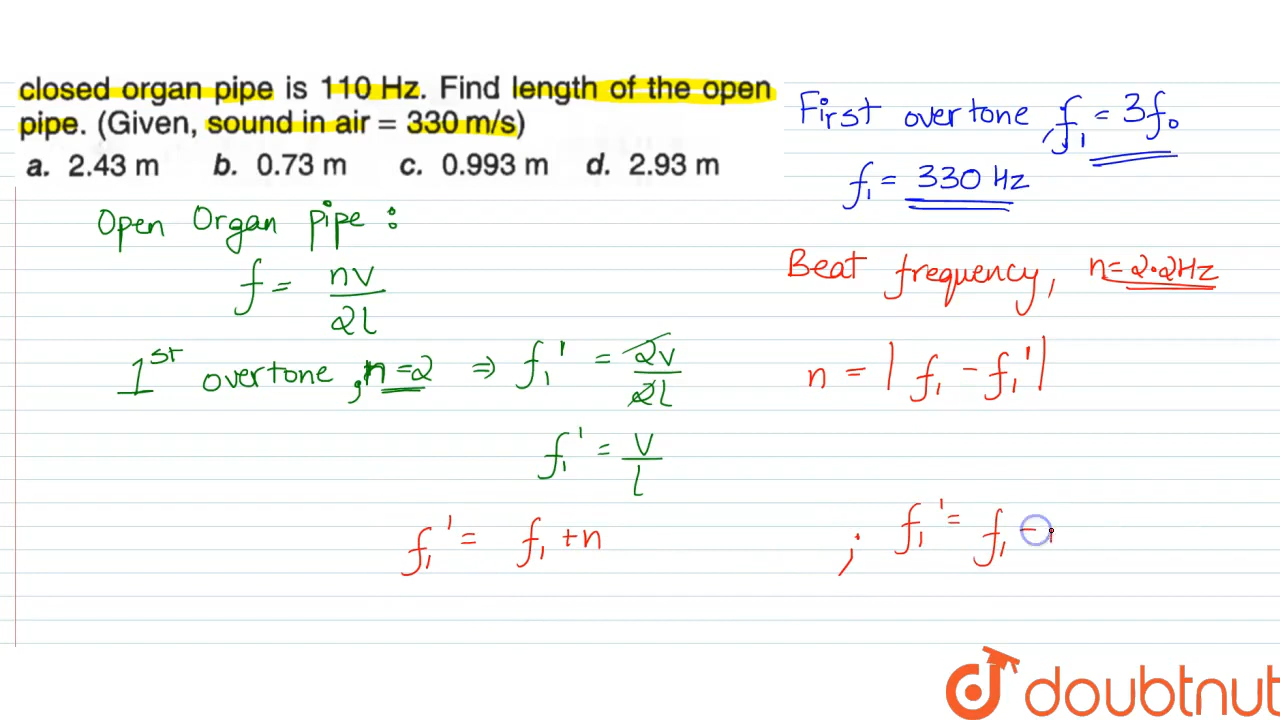 closed organ pipe is 110 Hz. Find length of the open
pipe. (Given, sound in air = 330 m/s)
a. 2.43 m b. 0.73 m c. 0.993 m d. 2.93 m
First overtone, f₁ = 3f₀
f₁ = 330 Hz
Open Organ pipe :
f = nv/2l
Beat frequency, n = 2.2Hz
1st overtone, n = 2 ⇒ f₁' = 2v/2l
n = | f₁ - f₁' |
f₁' = v/l
f₁' = f₁ + n ; f₁' = f₁ -
doubtnut